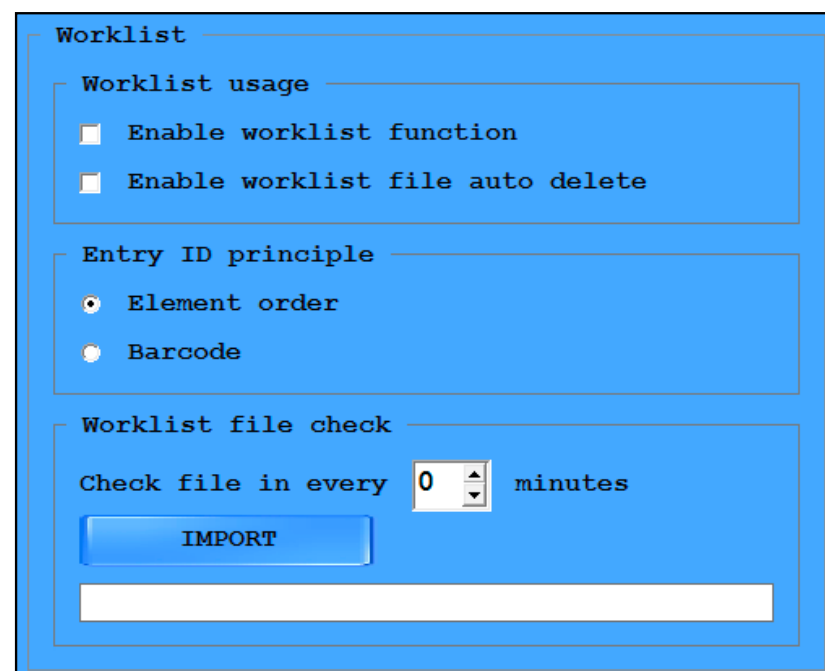 Worklist
Worklist usage
Enable worklist function
Enable worklist file auto delete
Entry ID principle
Element order
Barcode
Worklist file check
Check file in every 0 minutes
IMPORT